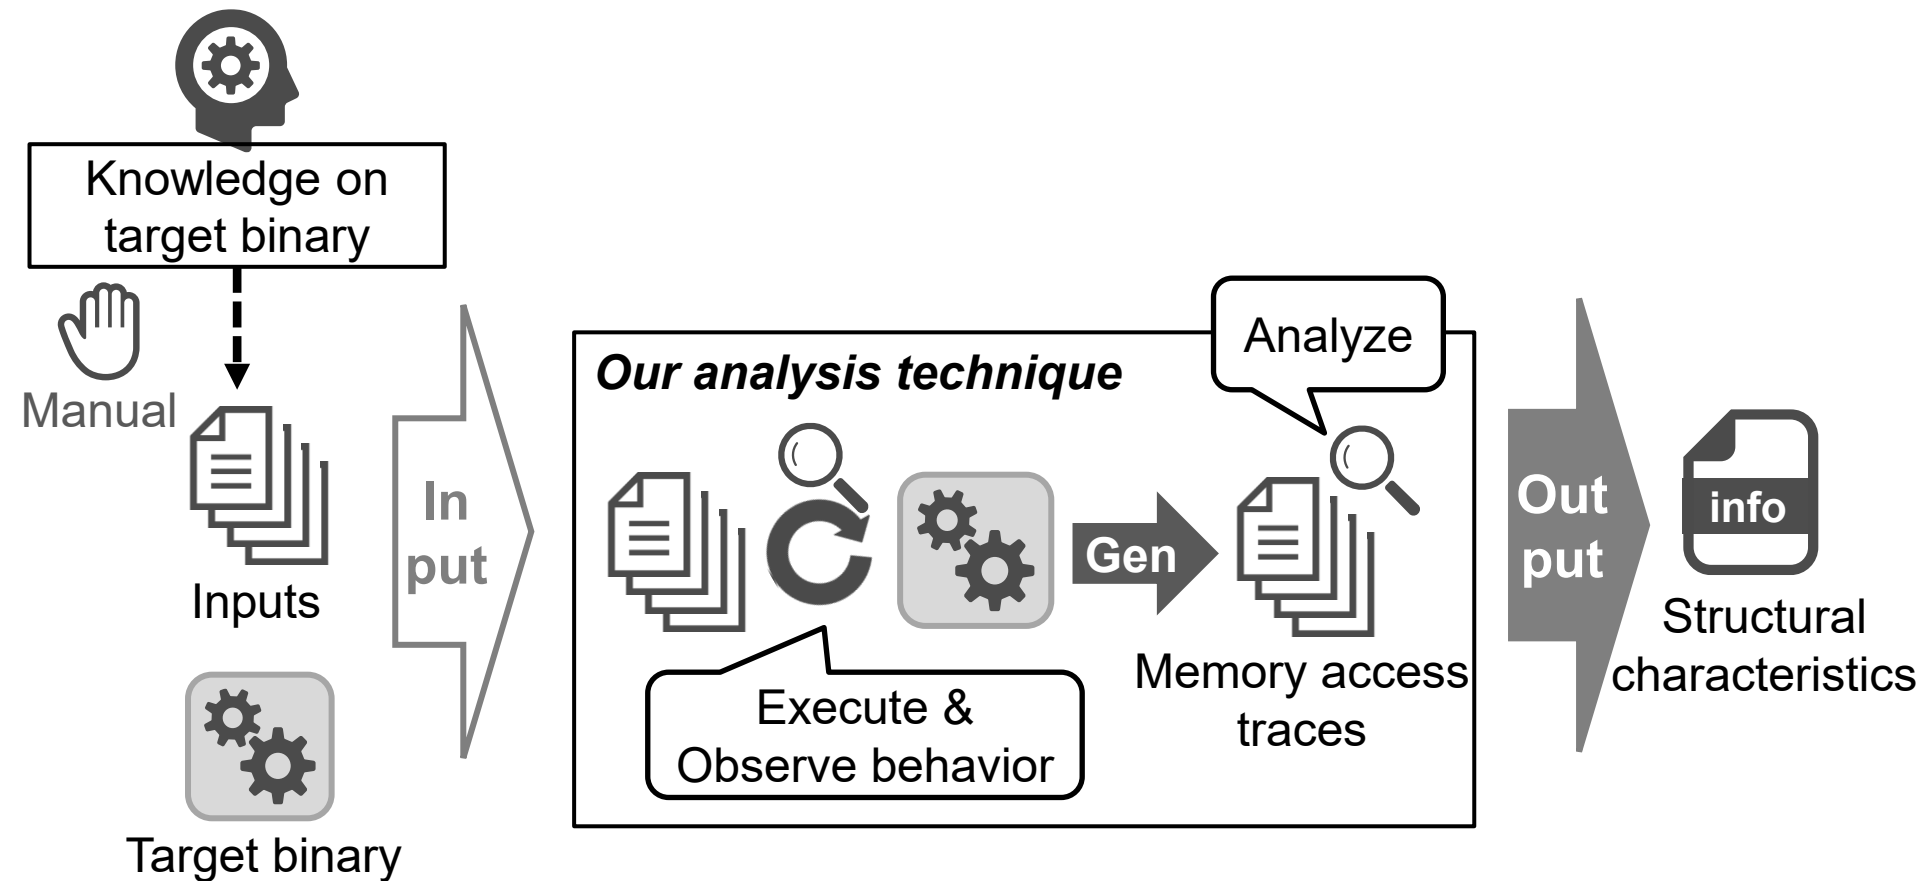 Knowledge on
target binary
Manual
Inputs
Target binary
In
put
Our analysis technique
Analyze
Gen
Execute &
Observe behavior
Memory access
traces
Out
put
info
Structural
characteristics